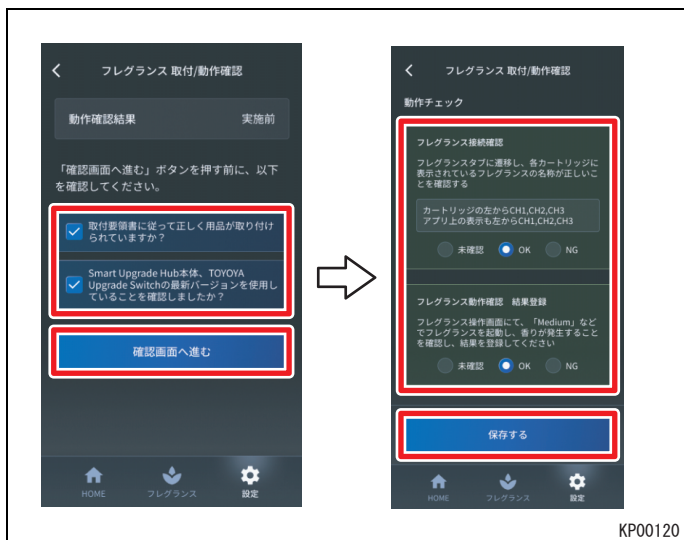 フレグランス 取付/動作確認
動作確認結果 実施前
「確認画面へ進む」ボタンを押す前に、以下
を確認してください。
取付要領書に従って正しく用品が取り付け
られていますか？
Smart Upgrade Hub本体、TOYOYA
Upgrade Switchの最新バージョンを使用し
ていることを確認しましたか？
確認画面へ進む
HOME フレグランス 設定
フレグランス 取付/動作確認
動作チェック
フレグランス接続確認
フレグランスタブに遷移し、各カートリッジに
表示されているフレグランスの名称が正しいこ
とを確認する
カートリッジの左からCH1,CH2,CH3
アプリ上の表示も左からCH1,CH2,CH3
未確認 OK NG
フレグランス動作確認 結果登録
フレグランス操作画面にて、「Medium」など
でフレグランスを起動し、香りが発生すること
を確認し、結果を登録してください
未確認 OK NG
保存する
HOME フレグランス 設定
KP00120